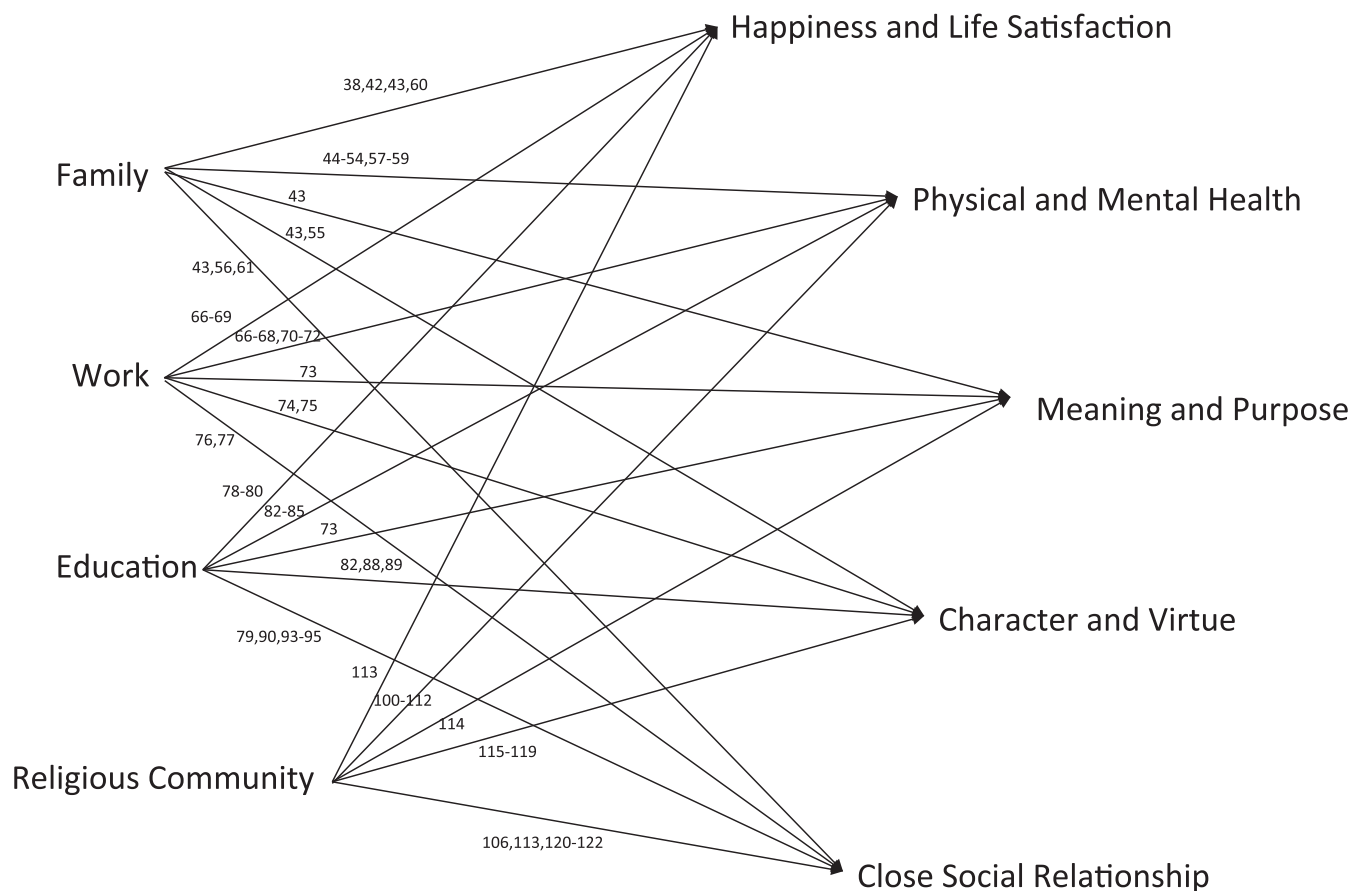 Happiness and Life Satisfaction
38,42,43,60
Family
44-54,57-59
Physical and Mental Health
43
43,55
43,56,61
66-69
66-68,70-72
Work
73
74,75
Meaning and Purpose
76,77
78-80
82-85
73
Education
82,88,89
Character and Virtue
79,90,93-95
113
100-112
114
115-119
Religious Community
106,113,120-122
Close Social Relationship